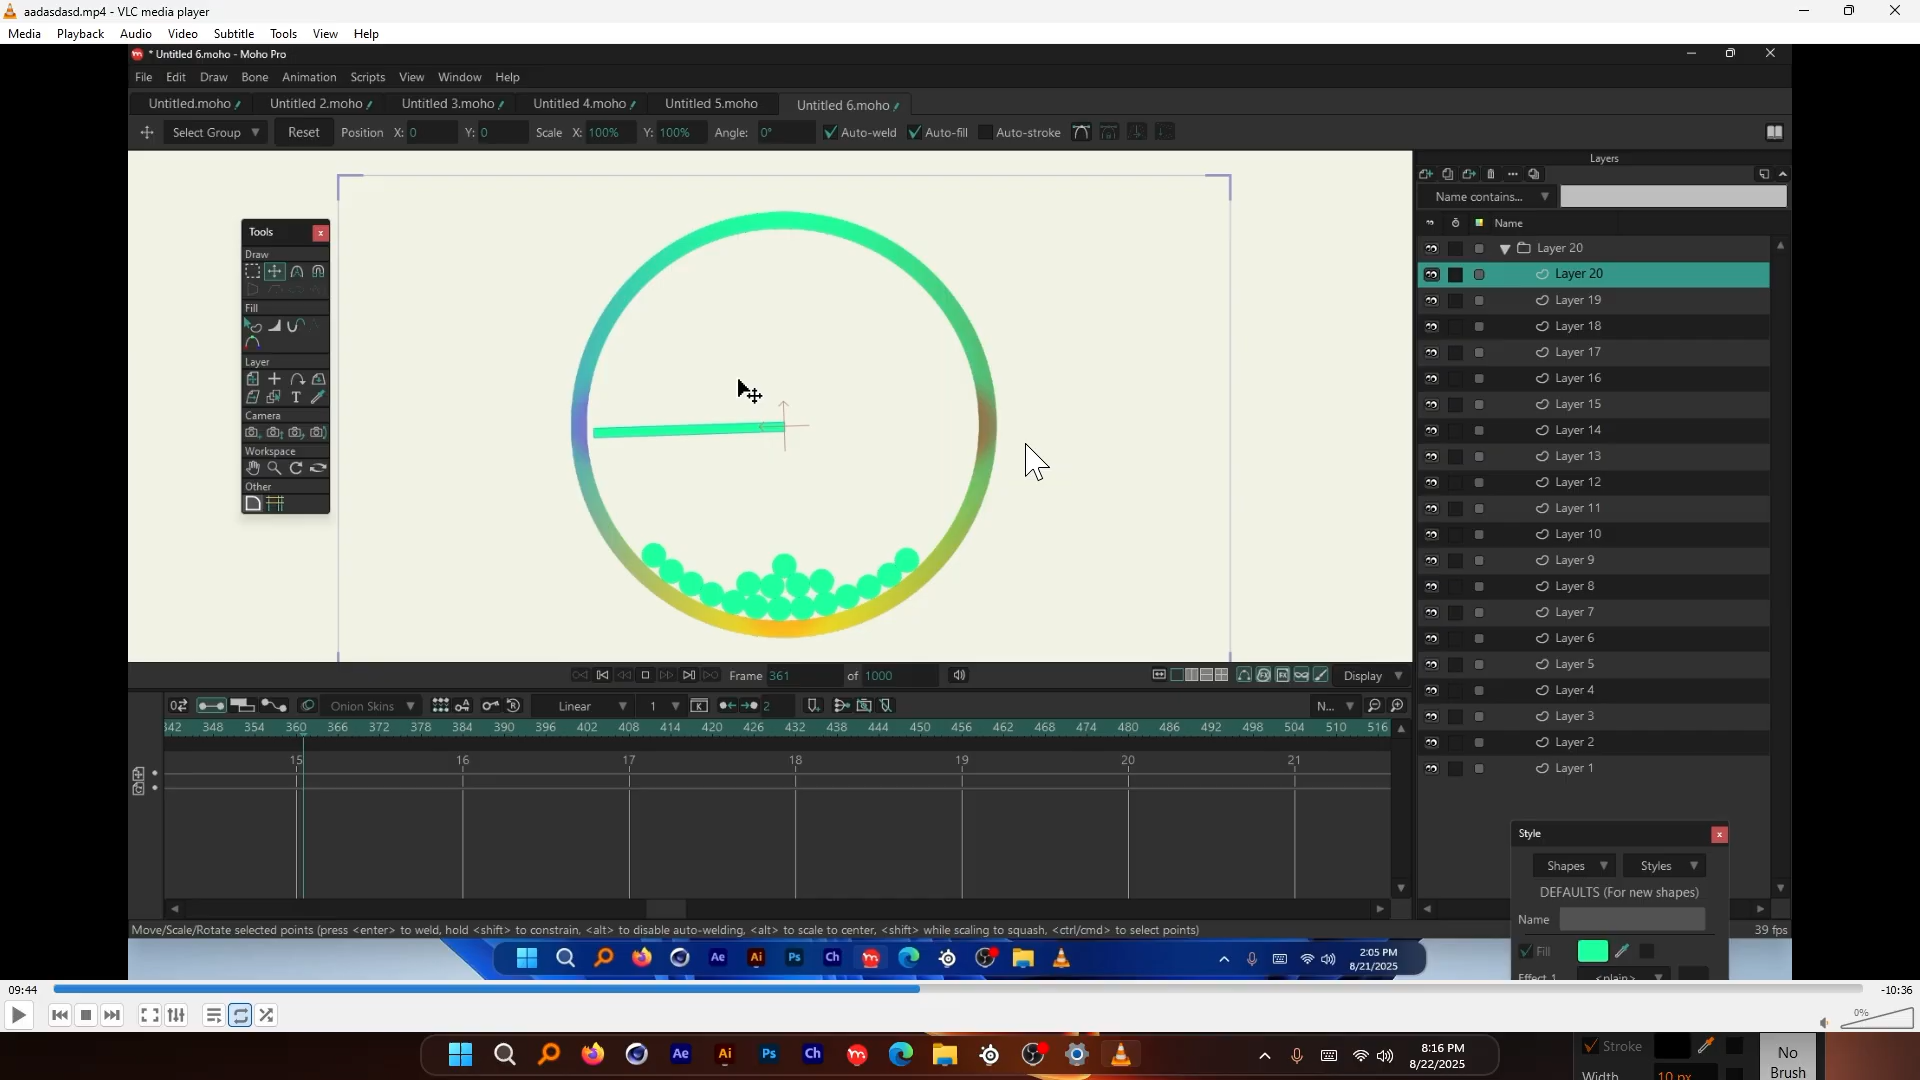 aadasdasd.mp4 - VLC media player
Media Playback Audio Video Subtitle Tools View Help
* Untitled 6.moho - Moho Pro
File Edit Draw Bone Animation Scripts View Window Help
Untitled.moho Untitled 2.moho Untitled 3.moho Untitled 4.moho Untitled 5.moho Untitled 6.moho
Select Group Reset Position X: 0 Y: 0 Scale X: 100% Y: 100% Angle: 0° Auto-weld Auto-fill Auto-stroke
Layers
Name contains...
Name
Layer 20
Layer 20
Layer 19
Layer 18
Layer 17
Layer 16
Layer 15
Layer 14
Layer 13
Layer 12
Layer 11
Layer 10
Layer 9
Layer 8
Layer 7
Layer 6
Layer 5
Layer 4
Layer 3
Layer 2
Layer 1
Tools
Draw
Fill
Layer
Camera
Workspace
Other
Frame 361 of 1000 Display
Onion Skins Linear 1 2 N...
342 348 354 360 366 372 378 384 390 396 402 408 414 420 426 432 438 444 450 456 462 468 474 480 486 492 498 504 510 516
15 16 17 18 19 20 21
Style
Shapes Styles
DEFAULTS (For new shapes)
Name
Fill
Effect 1 <plain>
Move/Scale/Rotate selected points (press <enter> to weld, hold <shift> to constrain, <alt> to disable auto-welding, <alt> to scale to center, <shift> while scaling to squash, <ctrl/cmd> to select points)
39 fps
Ae Ai Ps Ch
2:05 PM
8/21/2025
09:44 -10:36
0%
Ae Ai Ps Ch
8:16 PM
8/22/2025
Stroke
Width 10 px
No
Brush